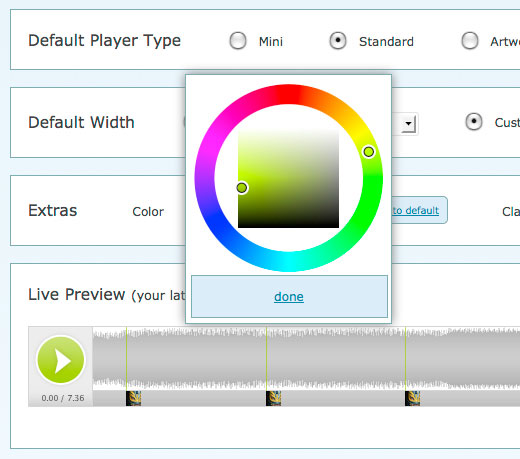 Default Player Type Mini Standard Artw
Default Width Cust
Extras Color to default Cla
done
Live Preview (your lat
0.00 / 7.36